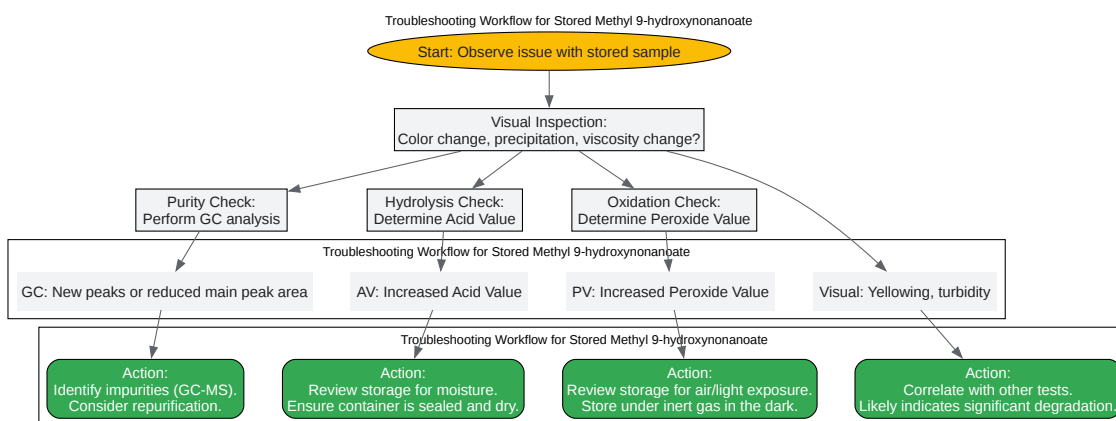 Troubleshooting Workflow for Stored Methyl 9-hydroxynonanoate
Start: Observe issue with stored sample
Visual Inspection:
Color change, precipitation, viscosity change?
Purity Check:
Perform GC analysis
Hydrolysis Check:
Determine Acid Value
Oxidation Check:
Determine Peroxide Value
Troubleshooting Workflow for Stored Methyl 9-hydroxynonanoate
GC: New peaks or reduced main peak area
AV: Increased Acid Value
PV: Increased Peroxide Value
Visual: Yellowing, turbidity
Troubleshooting Workflow for Stored Methyl 9-hydroxynonanoate
Action:
Identify impurities (GC-MS).
Consider repurification.
Action:
Review storage for moisture.
Ensure container is sealed and dry.
Action:
Review storage for air/light exposure.
Store under inert gas in the dark.
Action:
Correlate with other tests.
Likely indicates significant degradation.